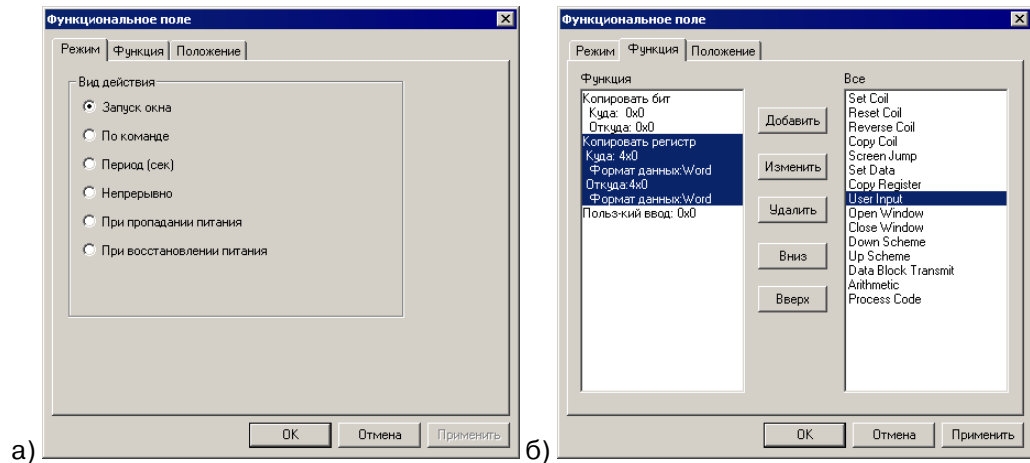 Функциональное поле
Режим Функция Положение
Вид действия
Запуск окна
По команде
Период (сек)
Непрерывно
При пропадании питания
При восстановлении питания
OK Отмена Применить
а)
Функциональное поле
Режим Функция Положение
Функция
Копировать бит
Куда: 0x0
Откуда: 0x0
Копировать регистр
Куда: 4x0
Формат данных:Word
Откуда:4x0
Формат данных:Word
Польз-кий ввод: 0x0
Добавить
Изменить
Удалить
Вниз
Вверх
Все
Set Coil
Reset Coil
Reverse Coil
Copy Coil
Screen Jump
Set Data
Copy Register
User Input
Open Window
Close Window
Down Scheme
Up Scheme
Data Block Transmit
Arithmetic
Process Code
OK Отмена Применить
б)